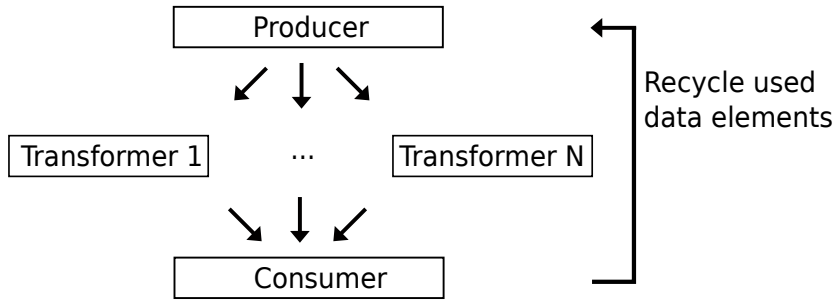 Producer
Recycle used
data elements
Transformer 1
...
Transformer N
Consumer